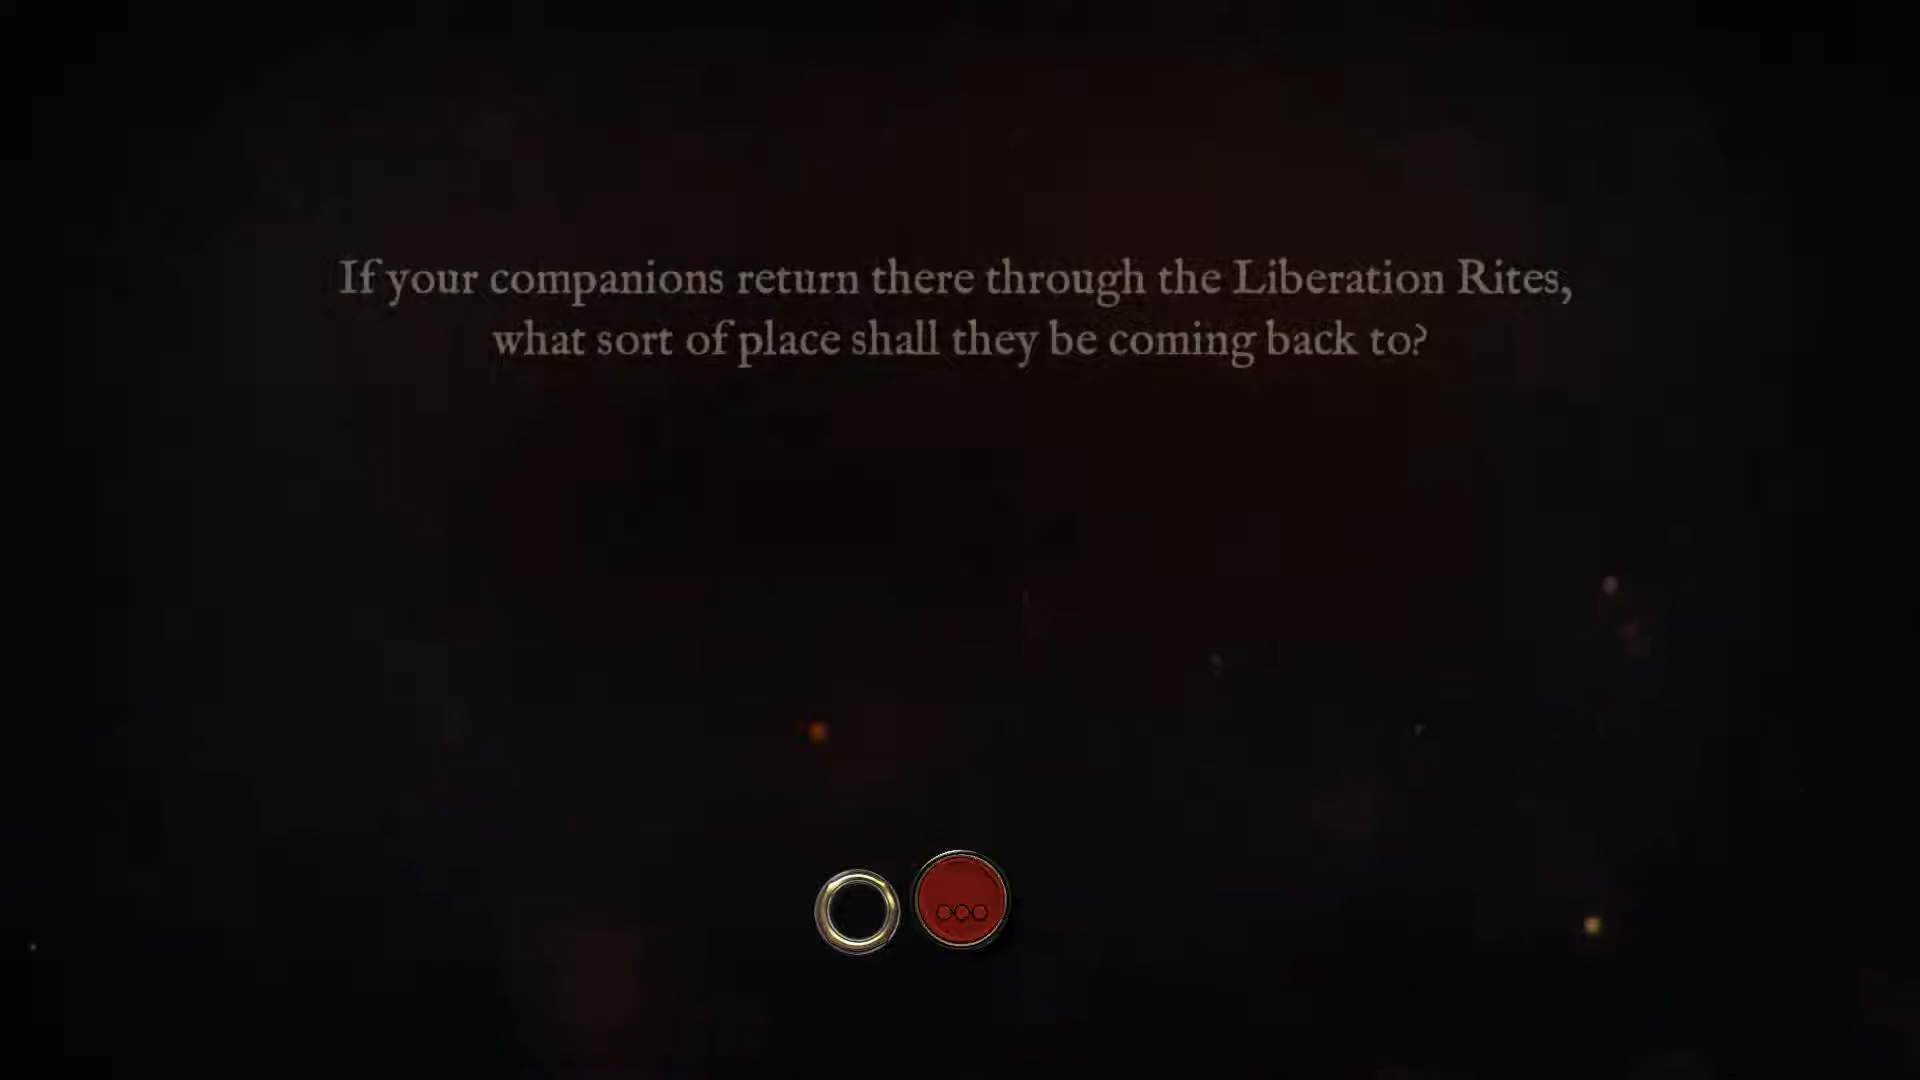 If your companions return there through the Liberation Rites,
what sort of place shall they be coming back to?